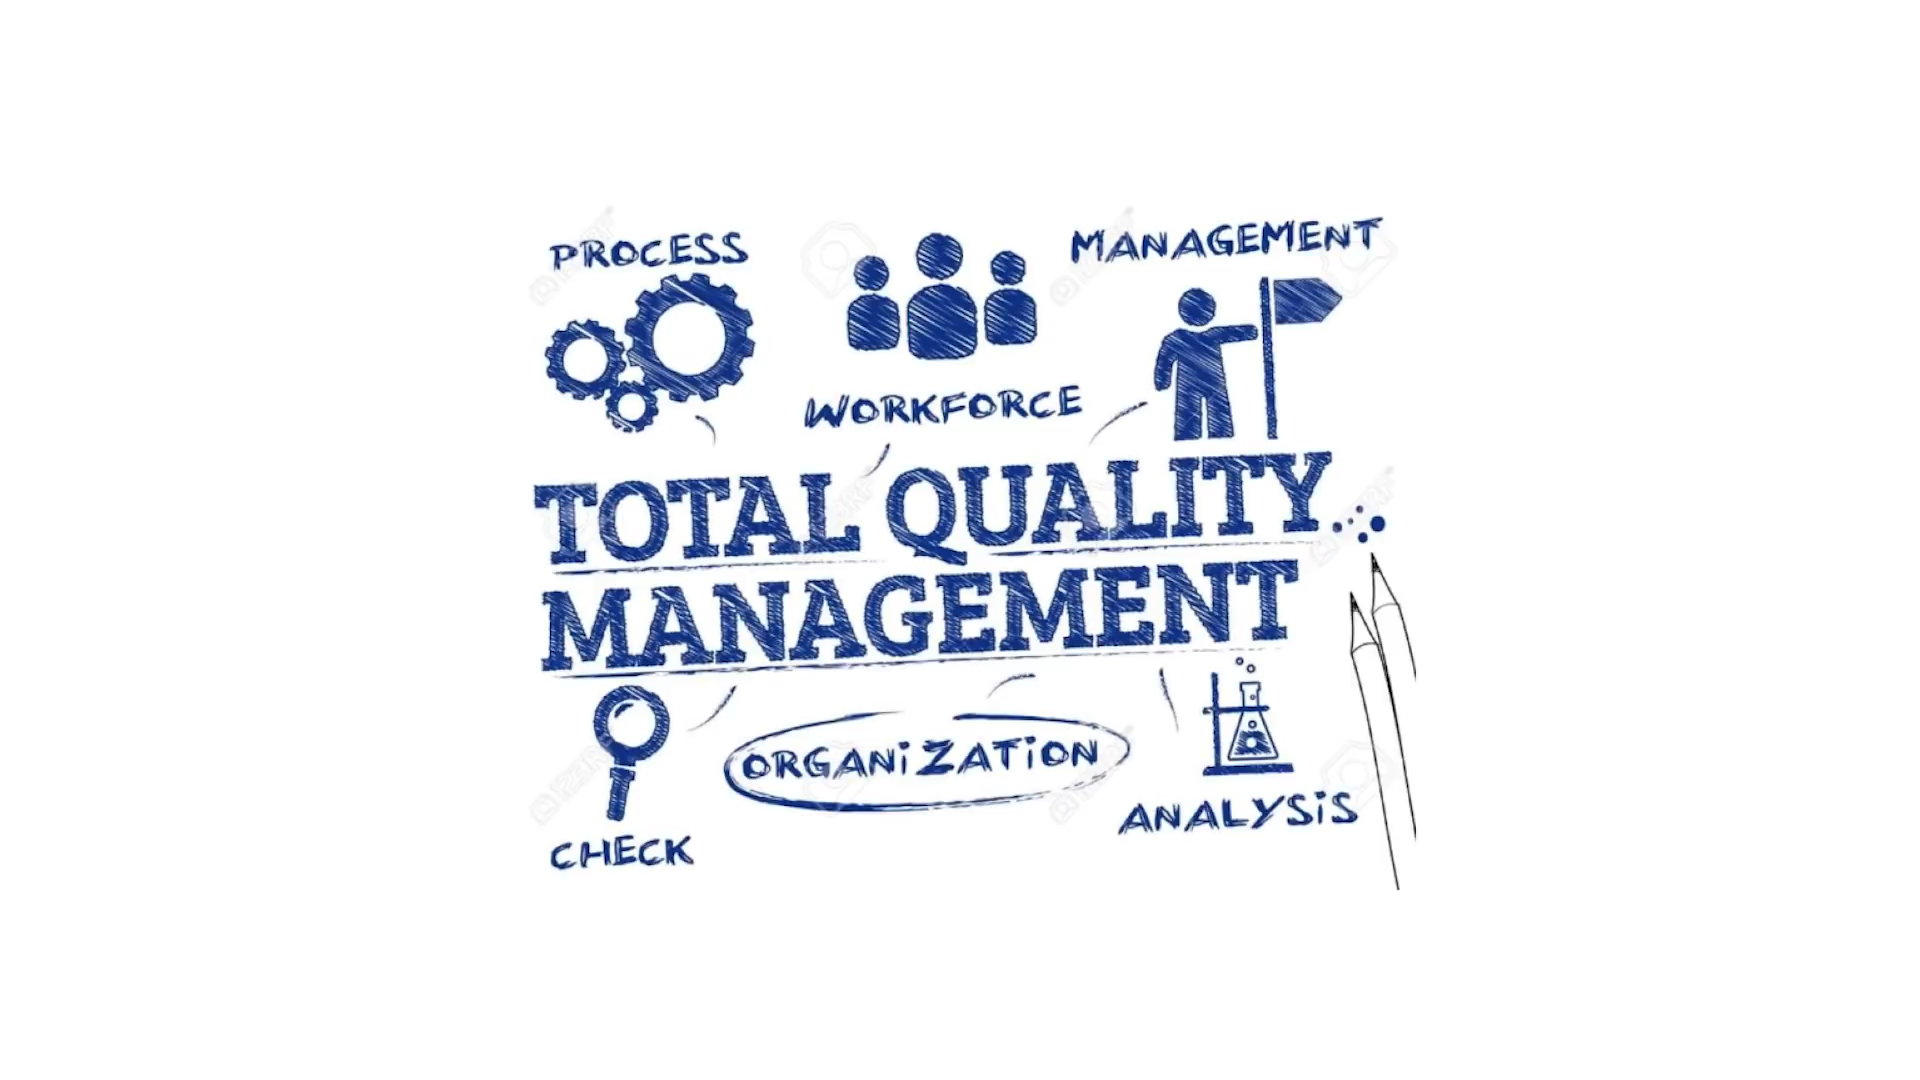 PROCESS
MANAGEMENT
WORKFORCE
TOTAL QUALITY
MANAGEMENT
ORGANiZATiON
ANALYSiS
CHECK